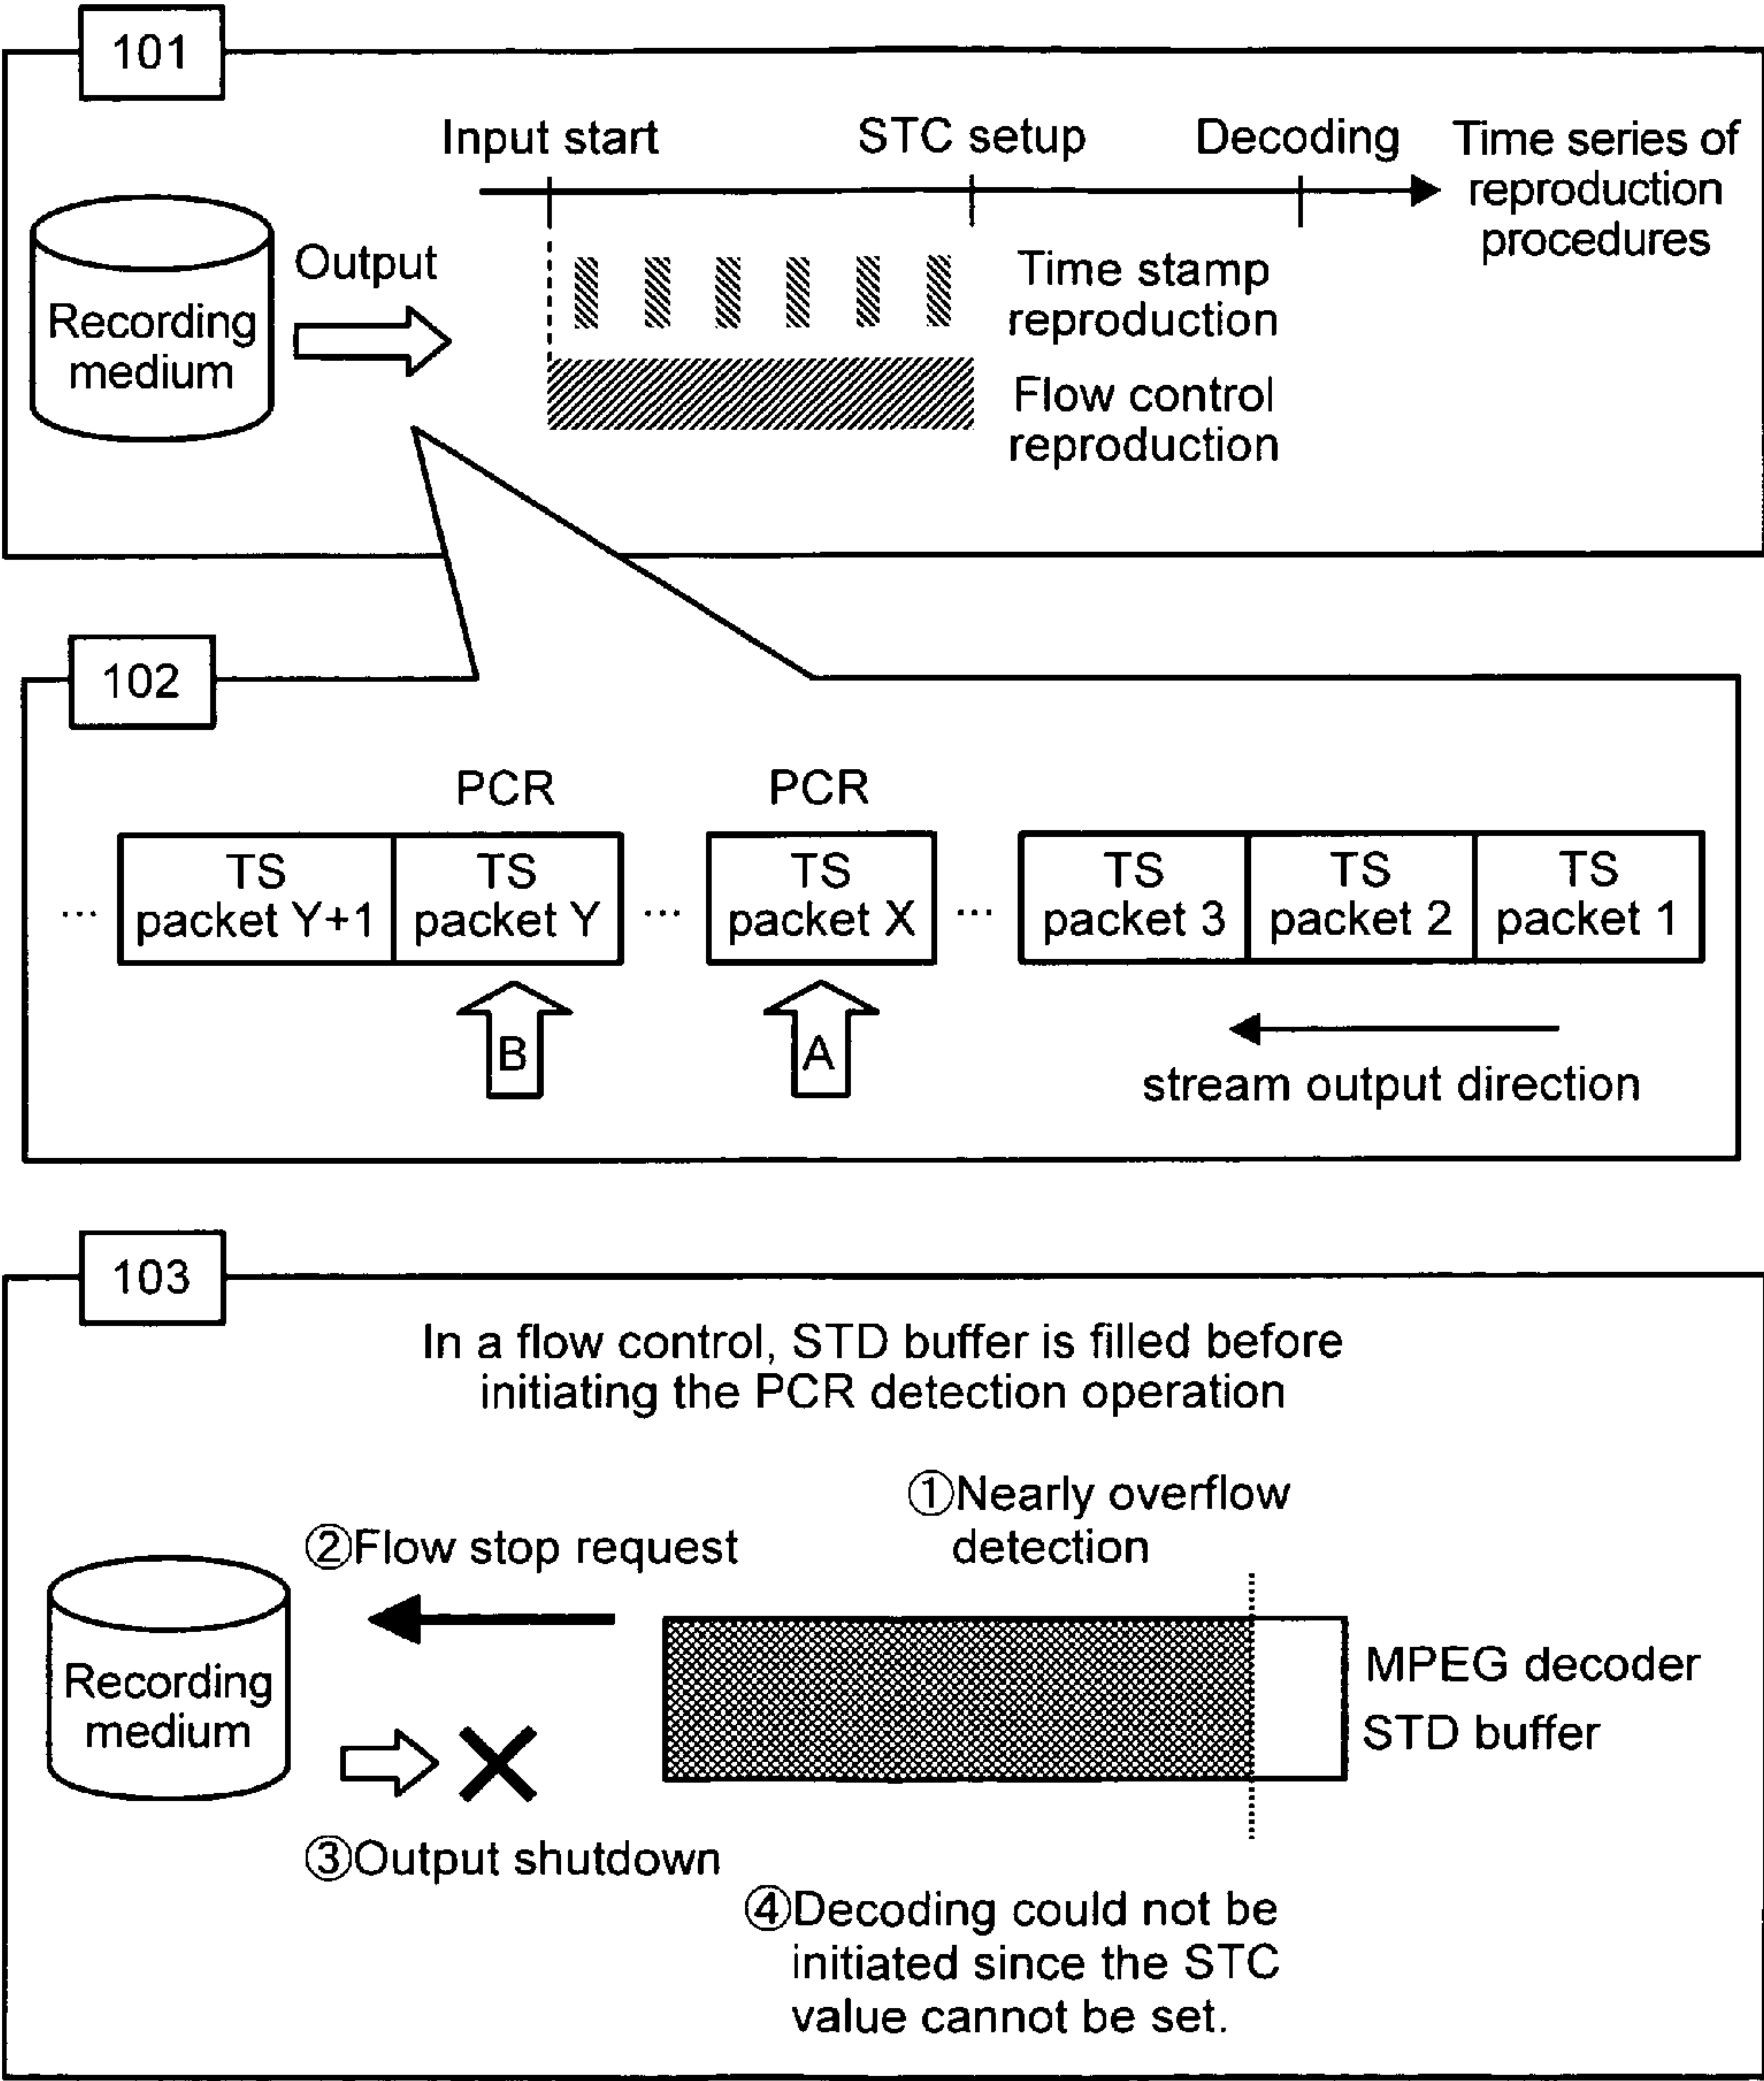 101
Input start
STC setup
Decoding
Time series of
reproduction
procedures
Output
Recording
medium
Time stamp
reproduction
Flow control
reproduction
102
PCR
PCR
...
TS
packet Y+1
TS
packet Y
...
TS
packet X
...
TS
packet 3
TS
packet 2
TS
packet 1
B
A
stream output direction
103
In a flow control, STD buffer is filled before
initiating the PCR detection operation
①Nearly overflow
detection
②Flow stop request
Recording
medium
MPEG decoder
STD buffer
③Output shutdown
④Decoding could not be
initiated since the STC
value cannot be set.